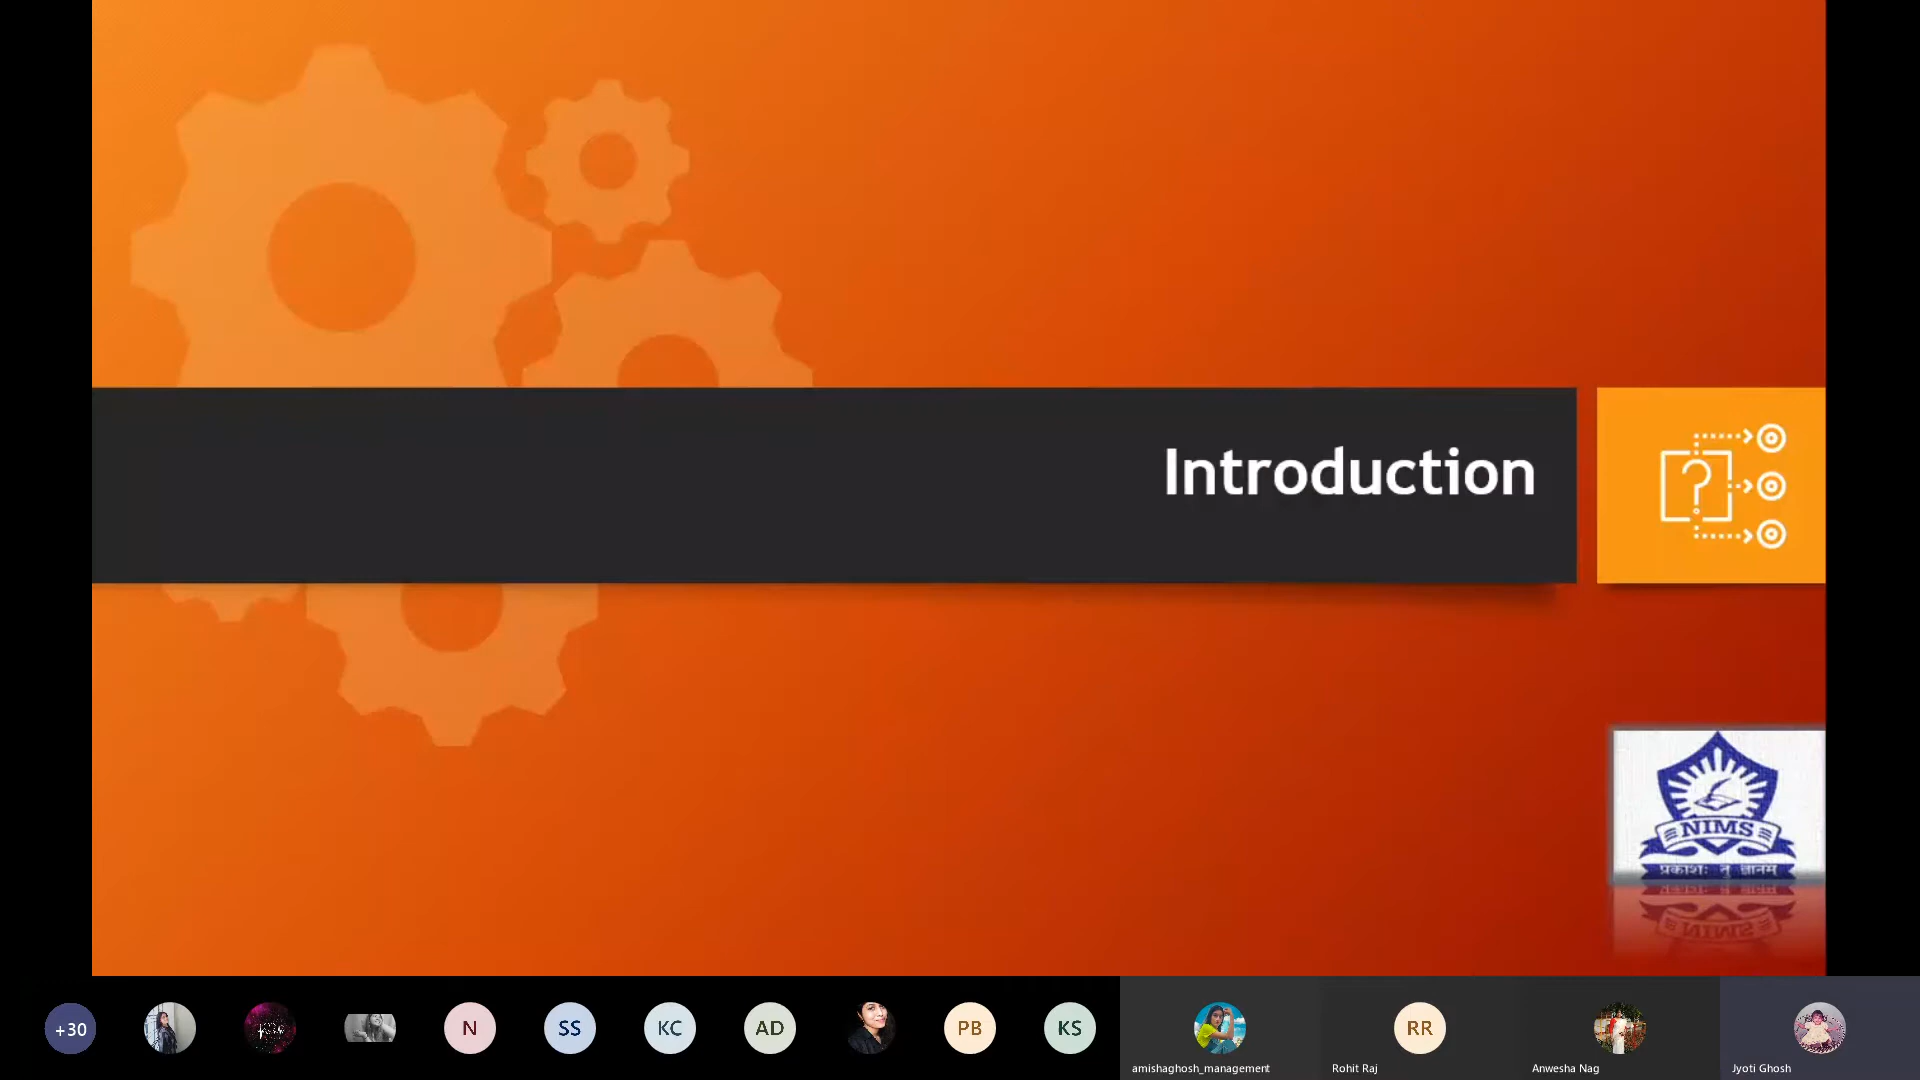 Introduction
?
NIMS
प्रकाशः तु ज्ञानम्
+30
N
SS
KC
AD
PB
KS
RR
amishaghosh_management
Rohit Raj
Anwesha Nag
Jyoti Ghosh